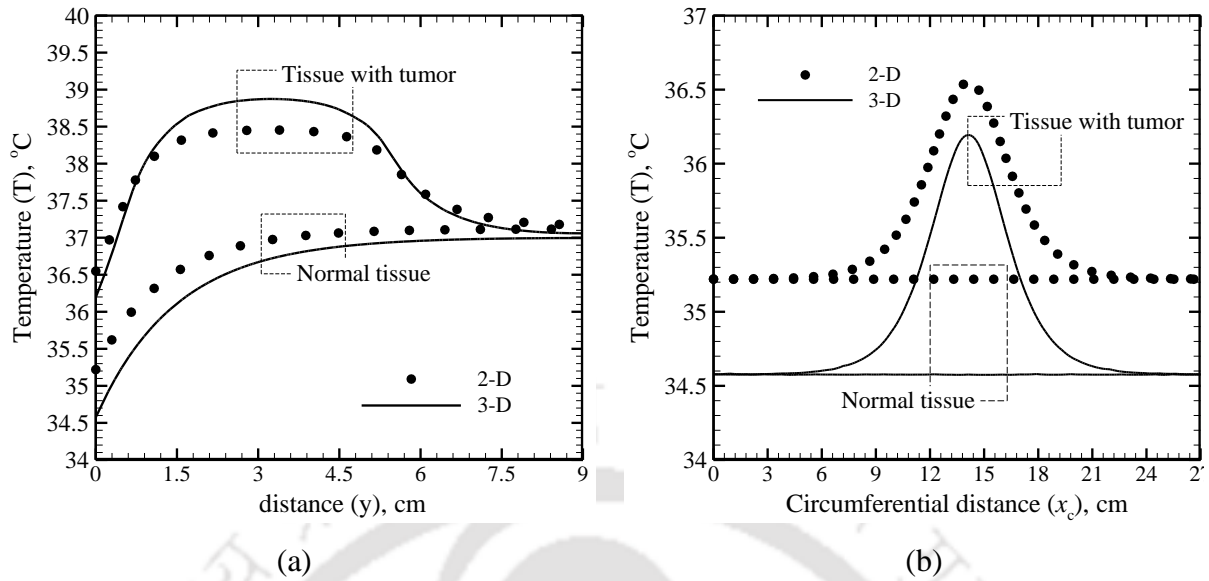 40
39.5
39
38.5
38
37.5
37
36.5
36
35.5
35
34.5
34
Temperature (T), °C
Tissue with tumor
Normal tissue
2-D
3-D
0 1.5 3 4.5 6 7.5 9
distance (y), cm
(a)
37
36.5
36
35.5
35
34.5
34
Temperature (T), °C
2-D
3-D
Tissue with tumor
Normal tissue
0 3 6 9 12 15 18 21 24 2
Circumferential distance (xc), cm
(b)